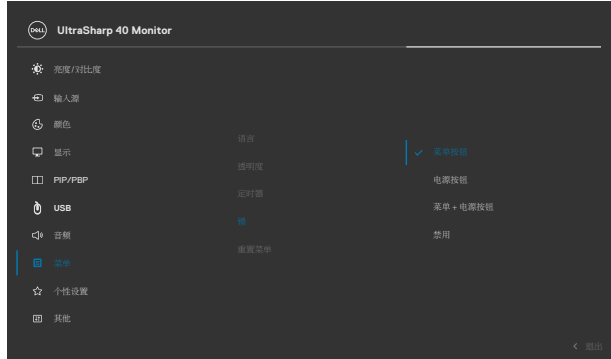 DELL
UltraSharp 40 Monitor
亮度/对比度
输入源
颜色
显示
PIP/PBP
USB
音频
菜单
个性设置
其他
语言
透明度
定时器
锁
重置菜单
菜单按钮
电源按钮
菜单 + 电源按钮
禁用
退出